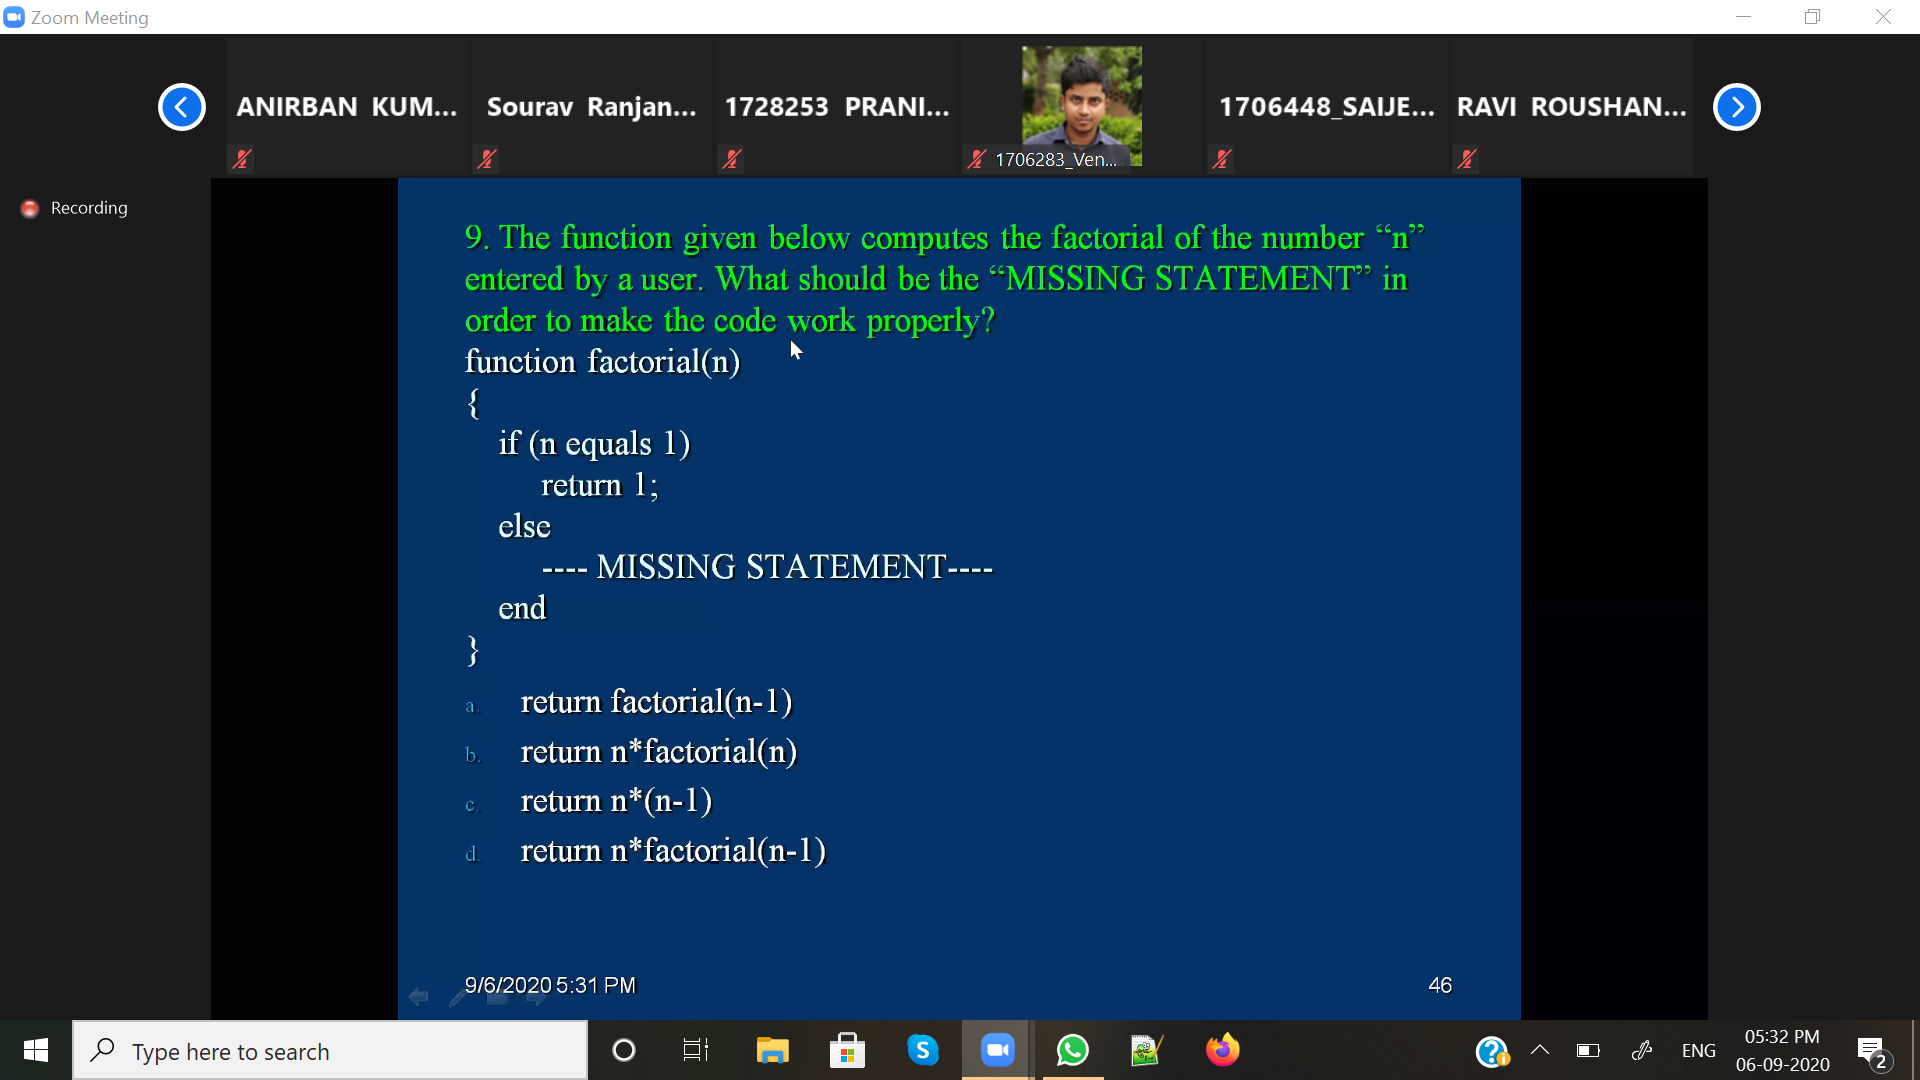 Zoom Meeting
ANIRBAN KUM...
Sourav Ranjan...
1728253 PRANI...
1706283_Ven...
1706448_SAIJE...
RAVI ROUSHAN...
Recording
9. The function given below computes the factorial of the number “n”
entered by a user. What should be the “MISSING STATEMENT” in
order to make the code work properly?
function factorial(n)
{
if (n equals 1)
return 1;
else
---- MISSING STATEMENT----
end
}
a. return factorial(n-1)
b. return n*factorial(n)
c. return n*(n-1)
d. return n*factorial(n-1)
9/6/2020 5:31 PM
46
Type here to search
S
ENG
05:32 PM
06-09-2020
2